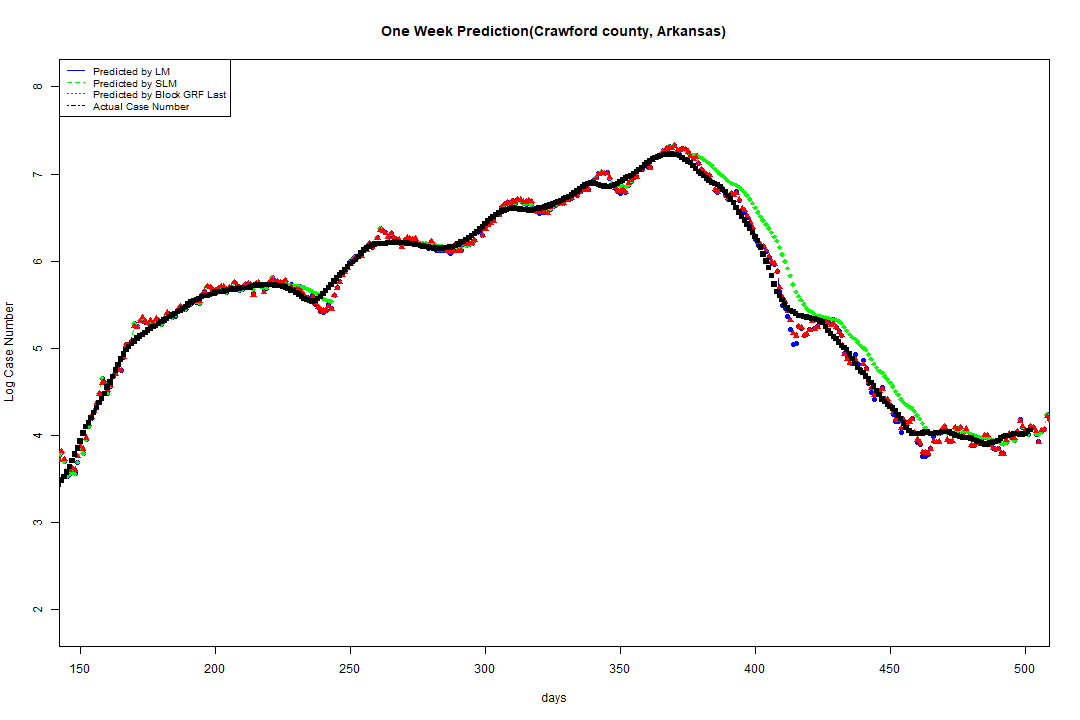 One Week Prediction(Crawford county, Arkansas)
Predicted by LM
Predicted by SLM
Predicted by Block GRF Last
Actual Case Number
8
7
6
5
4
3
2
Log Case Number
150 200 250 300 350 400 450 500
days